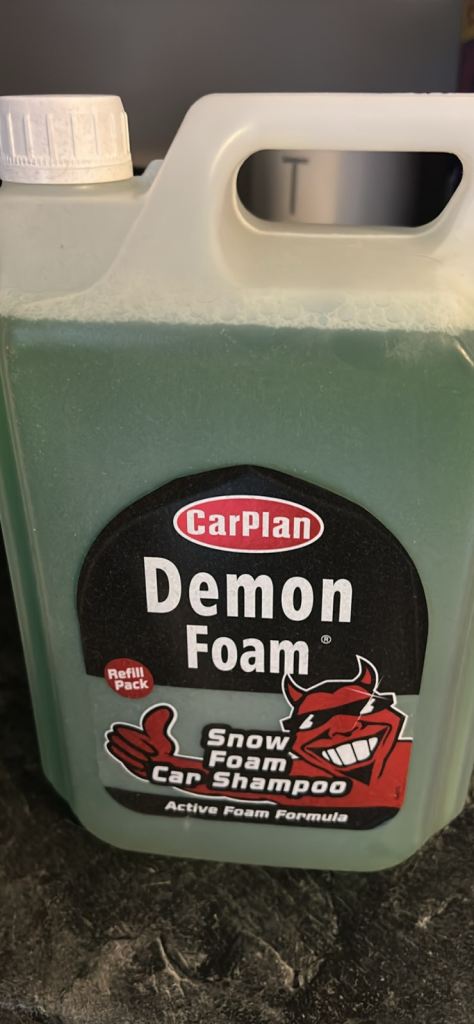 T
CarPlan
Demon
Foam®
Refill
Pack
Snow
Foam
Car Shampoo
Active Foam Formula